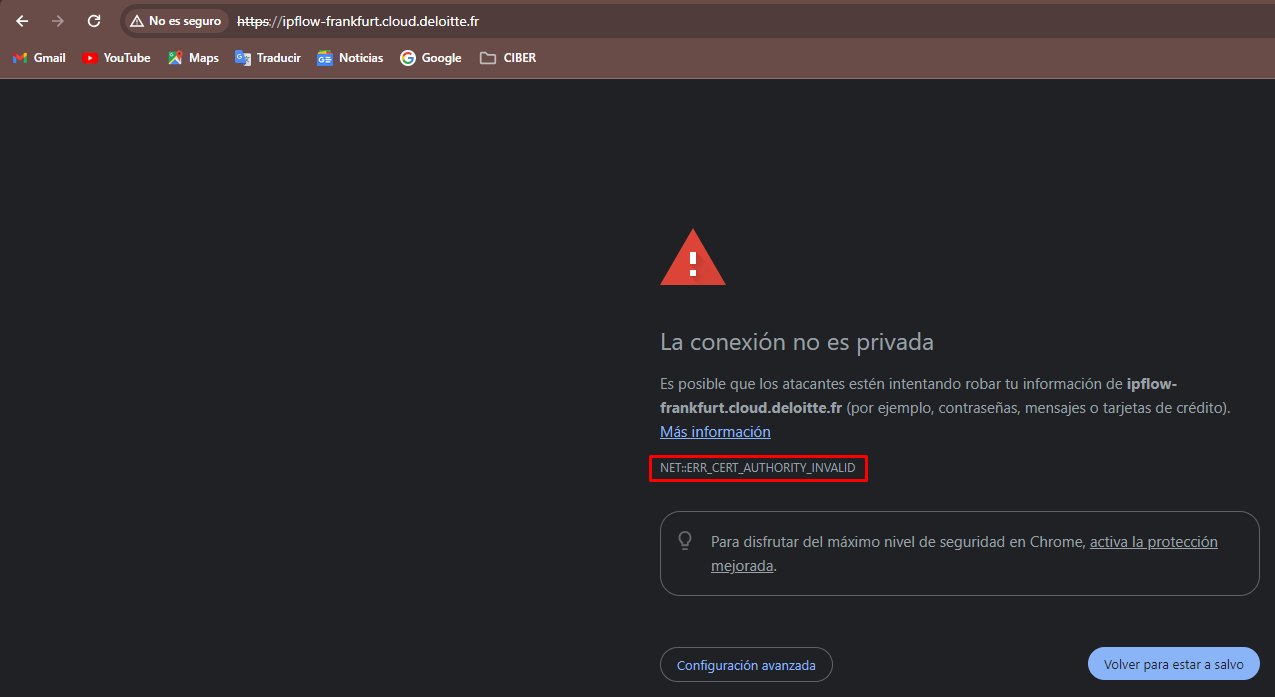 No es seguro https://ipflow-frankfurt.cloud.deloitte.fr
Gmail YouTube Maps Traducir Noticias Google CIBER
La conexión no es privada
Es posible que los atacantes estén intentando robar tu información de ipflow-
frankfurt.cloud.deloitte.fr (por ejemplo, contraseñas, mensajes o tarjetas de crédito).
Más información
NET::ERR_CERT_AUTHORITY_INVALID
Para disfrutar del máximo nivel de seguridad en Chrome, activa la protección
mejorada.
Configuración avanzada Volver para estar a salvo